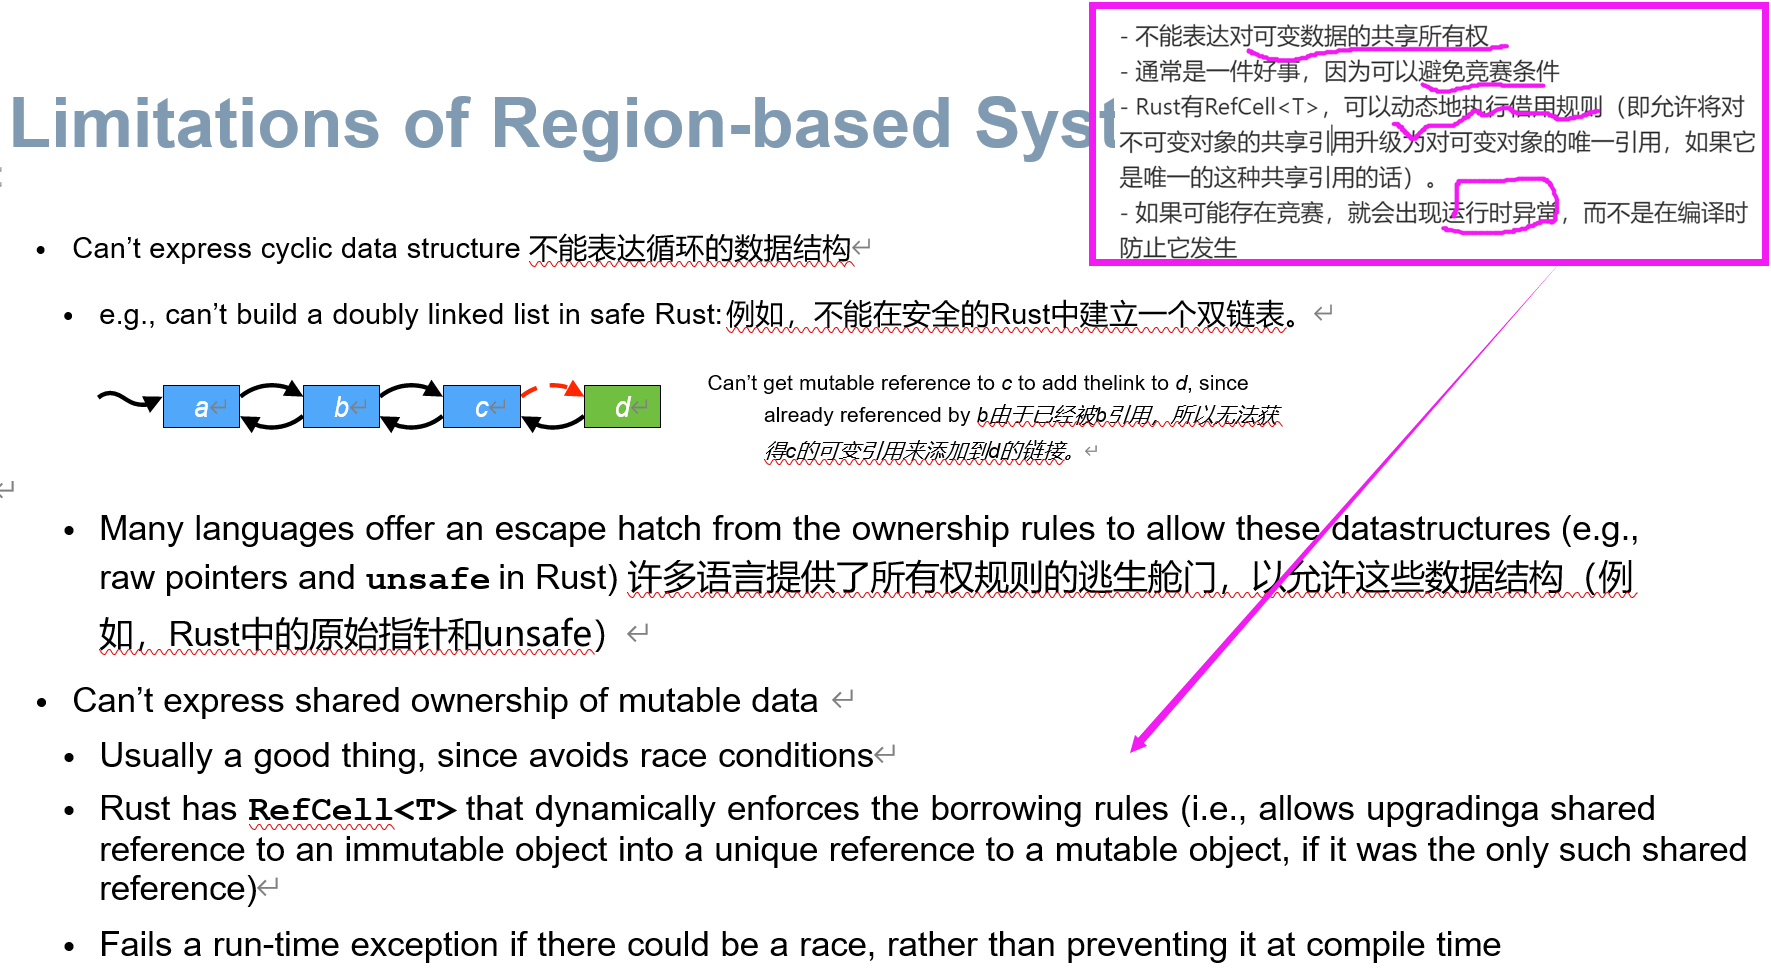 - 不能表达对可变数据的共享所有权
- 通常是一件好事，因为可以避免竞赛条件
- Rust有RefCell<T>，可以动态地执行借用规则（即允许将对
不可变对象的共享引用升级为对可变对象的唯一引用，如果它
是唯一的这种共享引用的话）。
- 如果可能存在竞赛，就会出现运行时异常，而不是在编译时
防止它发生
Limitations of Region-based Syst
• Can’t express cyclic data structure 不能表达循环的数据结构↵
• e.g., can’t build a doubly linked list in safe Rust:例如，不能在安全的Rust中建立一个双链表。↵
a↵ b↵ c↵ d↵
Can’t get mutable reference to c to add thelink to d, since
already referenced by b由于已经被b引用，所以无法获
得c的可变引用来添加到d的链接。↵
↵
• Many languages offer an escape hatch from the ownership rules to allow these datastructures (e.g.,
raw pointers and unsafe in Rust) 许多语言提供了所有权规则的逃生舱门，以允许这些数据结构（例
如，Rust中的原始指针和unsafe）↵
• Can’t express shared ownership of mutable data ↵
• Usually a good thing, since avoids race conditions↵
• Rust has RefCell<T> that dynamically enforces the borrowing rules (i.e., allows upgradinga shared
reference to an immutable object into a unique reference to a mutable object, if it was the only such shared
reference)↵
• Fails a run-time exception if there could be a race, rather than preventing it at compile time